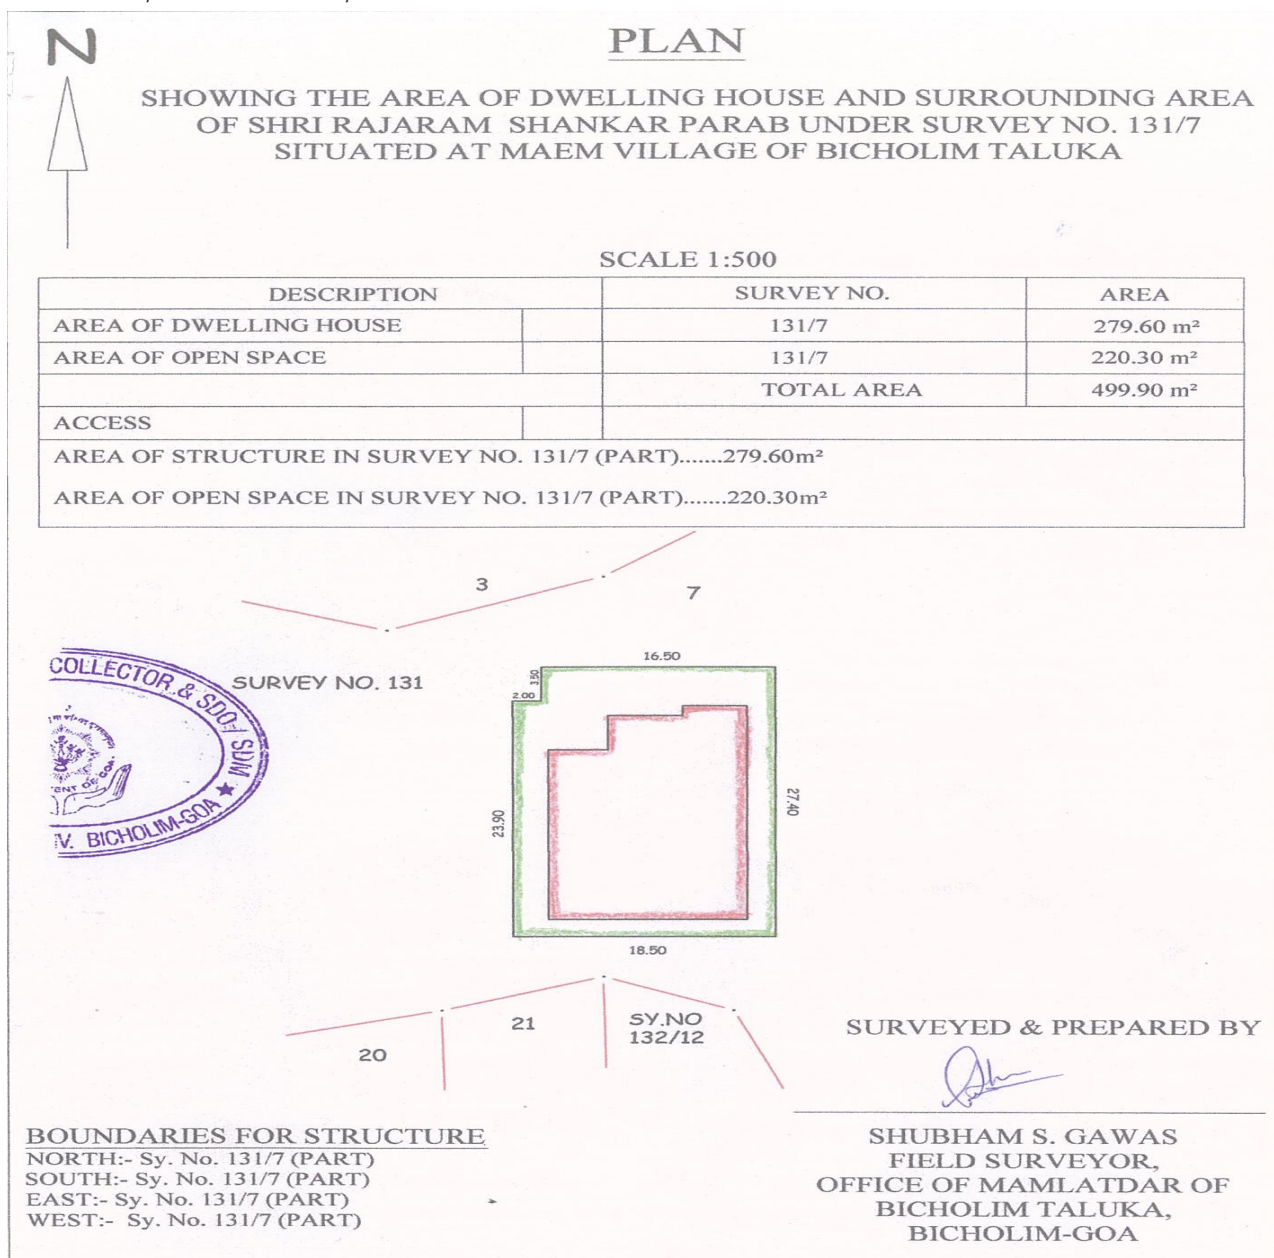 N
PLAN
SHOWING THE AREA OF DWELLING HOUSE AND SURROUNDING AREA
OF SHRI RAJARAM SHANKAR PARAB UNDER SURVEY NO. 131/7
SITUATED AT MAEM VILLAGE OF BICHOLIM TALUKA
SCALE 1:500
DESCRIPTION SURVEY NO. AREA
AREA OF DWELLING HOUSE 131/7 279.60 m²
AREA OF OPEN SPACE 131/7 220.30 m²
TOTAL AREA 499.90 m²
ACCESS
AREA OF STRUCTURE IN SURVEY NO. 131/7 (PART).......279.60m²
AREA OF OPEN SPACE IN SURVEY NO. 131/7 (PART).......220.30m²
3
7
SURVEY NO. 131
16.50
3.50
2.00
23.90
27.40
18.50
COLLECTOR & SDO / SDM ★
V. BICHOLIM-GOA
20
21
SY.NO
132/12
SURVEYED & PREPARED BY
SHUBHAM S. GAWAS
FIELD SURVEYOR,
OFFICE OF MAMLATDAR OF
BICHOLIM TALUKA,
BICHOLIM-GOA
BOUNDARIES FOR STRUCTURE
NORTH:- Sy. No. 131/7 (PART)
SOUTH:- Sy. No. 131/7 (PART)
EAST:- Sy. No. 131/7 (PART)
WEST:- Sy. No. 131/7 (PART)